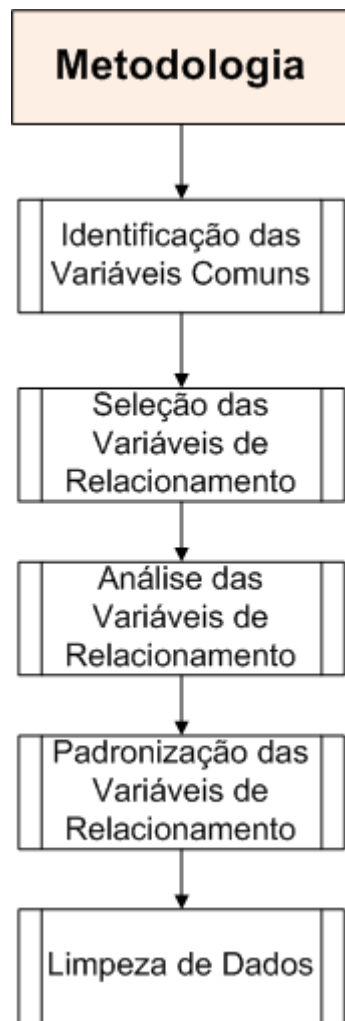 Metodologia
Identificação das
Variáveis Comuns
Seleção das
Variáveis de
Relacionamento
Análise das
Variáveis de
Relacionamento
Padronização das
Variáveis de
Relacionamento
Limpeza de Dados